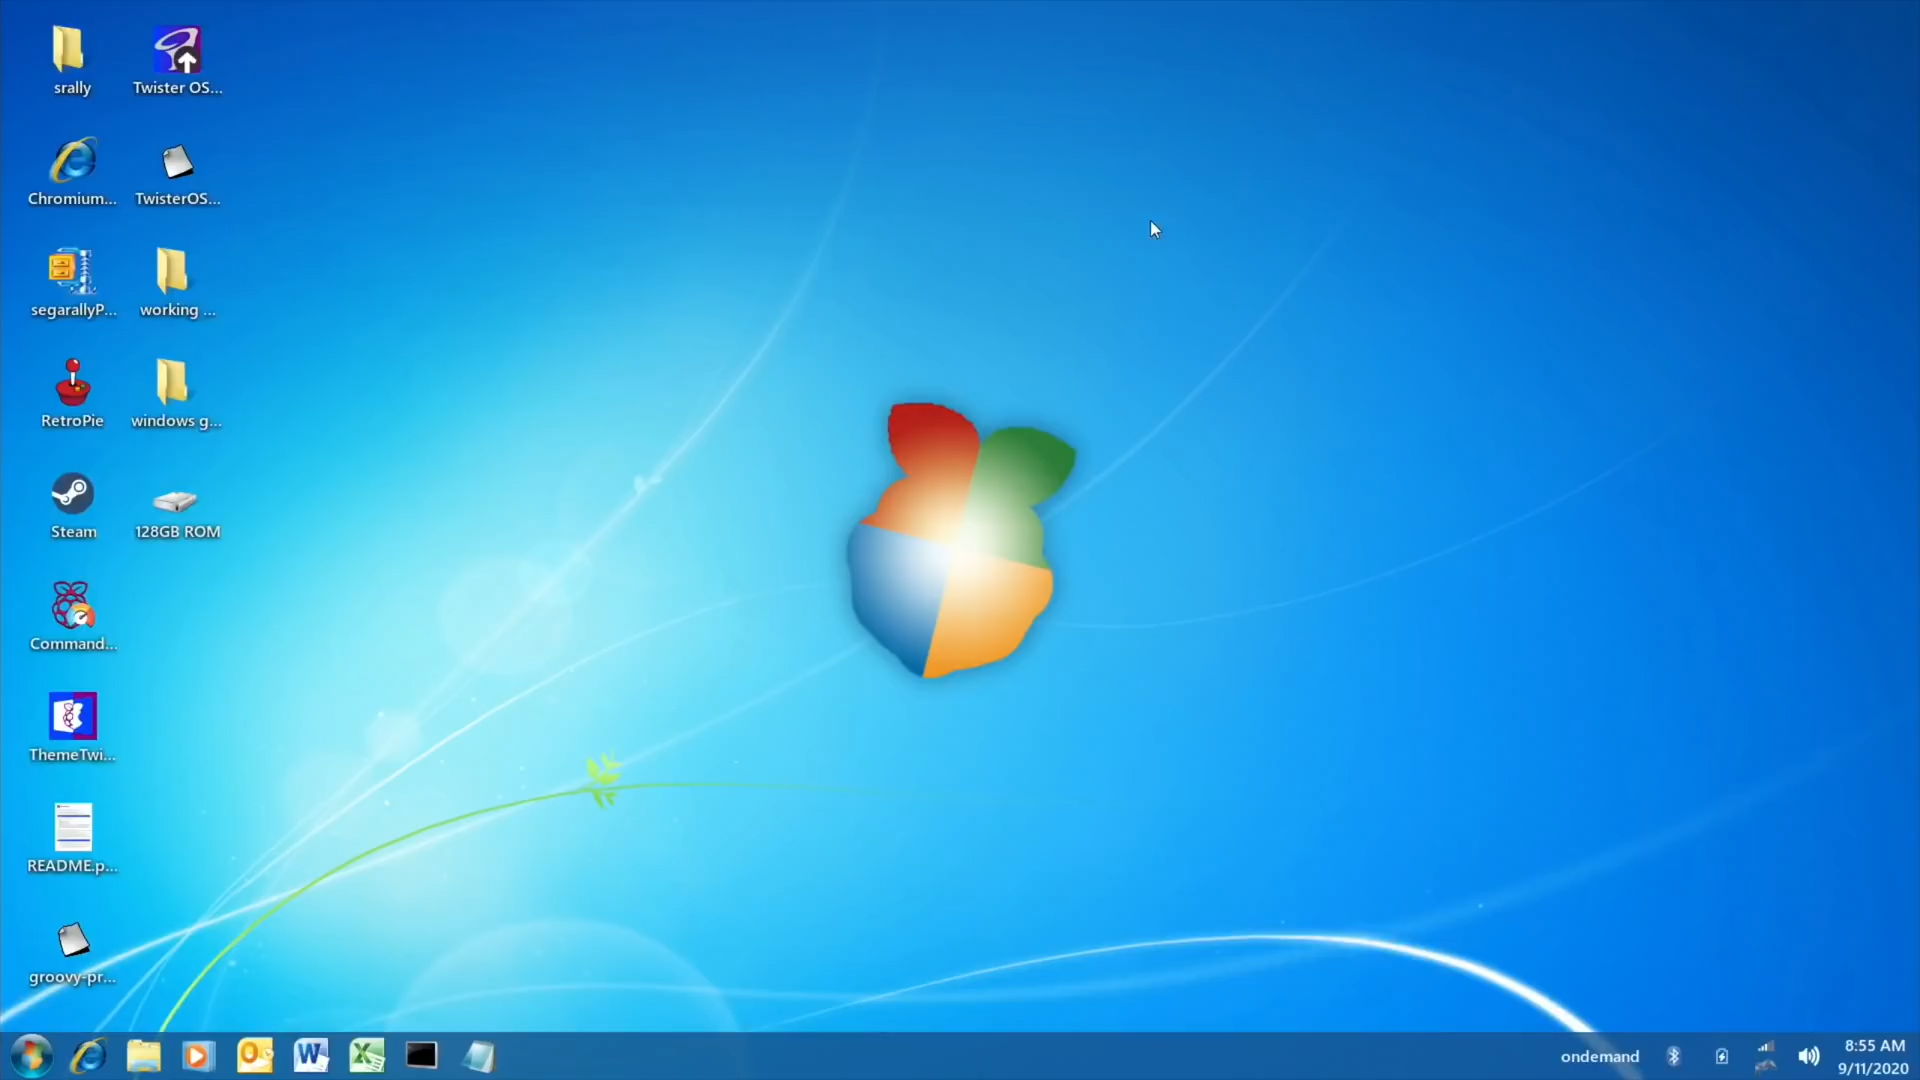 srally
Twister OS...
Chromium...
TwisterOS...
segarallyP...
working ...
RetroPie
windows g...
Steam
128GB ROM
Command...
ThemeTwi...
README.p...
groovy-pr...
ondemand
8:55 AM
9/11/2020